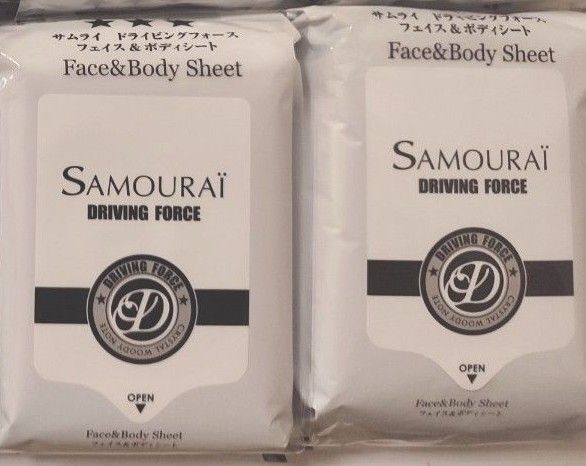 サムライ ドライビングフォース
フェイス&ボディシート
Face&Body Sheet
SAMOURAÏ
DRIVING FORCE
DRIVING FORCE
CRYSTAL WOODY NOTE
OPEN
Face&Body Sheet
フェイス&ボディシート
サムライ ドライビングフォース
フェイス&ボディシート
Face&Body Sheet
SAMOURAÏ
DRIVING FORCE
DRIVING FORCE
CRYSTAL WOODY NOTE
OPEN
Face&Body Sheet
フェイス&ボディシート